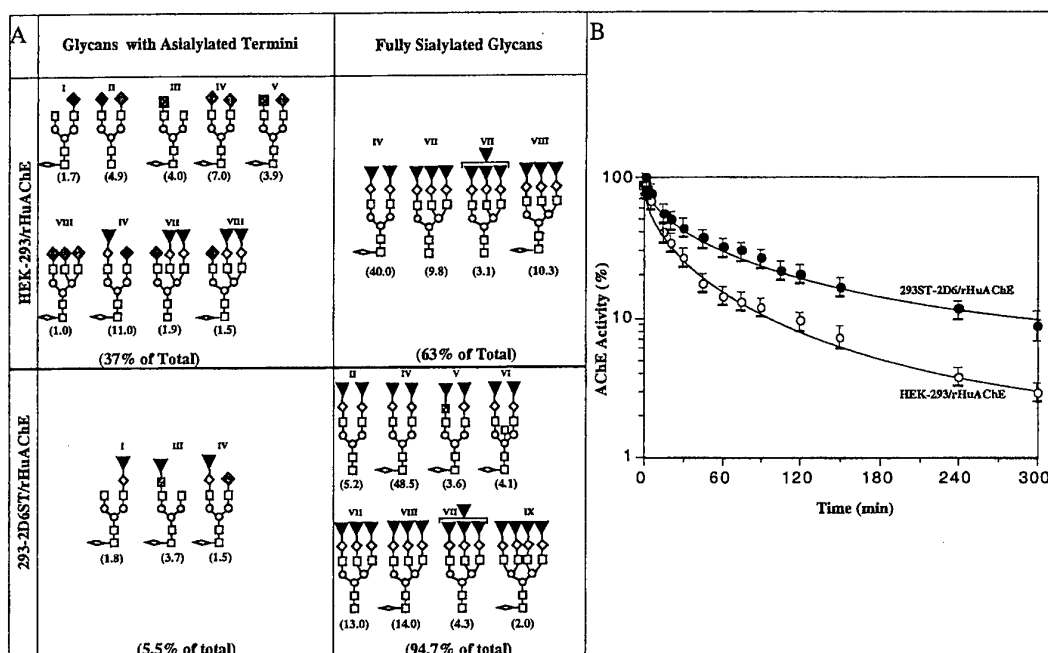 A
Glycans with Asialylated Termini
Fully Sialylated Glycans
HEK-293/rHuAChE
I II III IV V
(1.7) (4.9) (4.0) (7.0) (3.9)
VIII IV VII VIII
(1.0) (11.0) (1.9) (1.5)
(37% of Total)
IV VII VII VIII
(40.0) (9.8) (3.1) (10.3)
(63% of Total)
293-2D6ST/rHuAChE
I III IV
(1.8) (3.7) (1.5)
(5.5% of total)
II IV V VI
(5.2) (48.5) (3.6) (4.1)
VII VIII VII IX
(13.0) (14.0) (4.3) (2.0)
(94.7% of total)
B
AChE Activity (%)
100
10
1
293ST-2D6/rHuAChE
HEK-293/rHuAChE
0 60 120 180 240 300
Time (min)